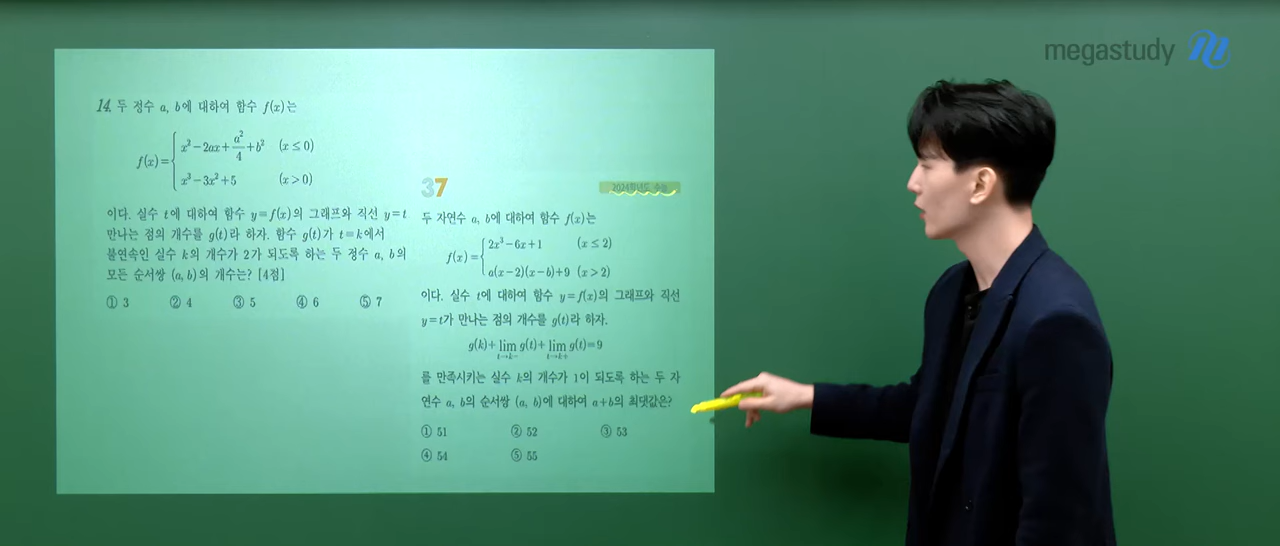 megastudy
14. 두 정수 a, b에 대하여 함수 f(x)는
f(x)={ x²−2ax+a²/4+b² (x≤0)
x³−3x²+5 (x>0)
이다. 실수 t에 대하여 함수 y=f(x)의 그래프와 직선 y=t
만나는 점의 개수를 g(t)라 하자. 함수 g(t)가 t=k에서
불연속인 실수 k의 개수가 2가 되도록 하는 두 정수 a, b의
모든 순서쌍 (a, b)의 개수는? [4점]
① 3 ② 4 ③ 5 ④ 6 ⑤ 7
37
2024학년도 수능
두 자연수 a, b에 대하여 함수 f(x)는
f(x)={ 2x³−6x+1 (x≤2)
a(x−2)(x−b)+9 (x>2)
이다. 실수 t에 대하여 함수 y=f(x)의 그래프와 직선
y=t가 만나는 점의 개수를 g(t)라 하자.
g(k)+lim g(t)+lim g(t)=9
t→k− t→k+
를 만족시키는 실수 k의 개수가 1이 되도록 하는 두 자
연수 a, b의 순서쌍 (a, b)에 대하여 a+b의 최댓값은?
① 51 ② 52 ③ 53
④ 54 ⑤ 55